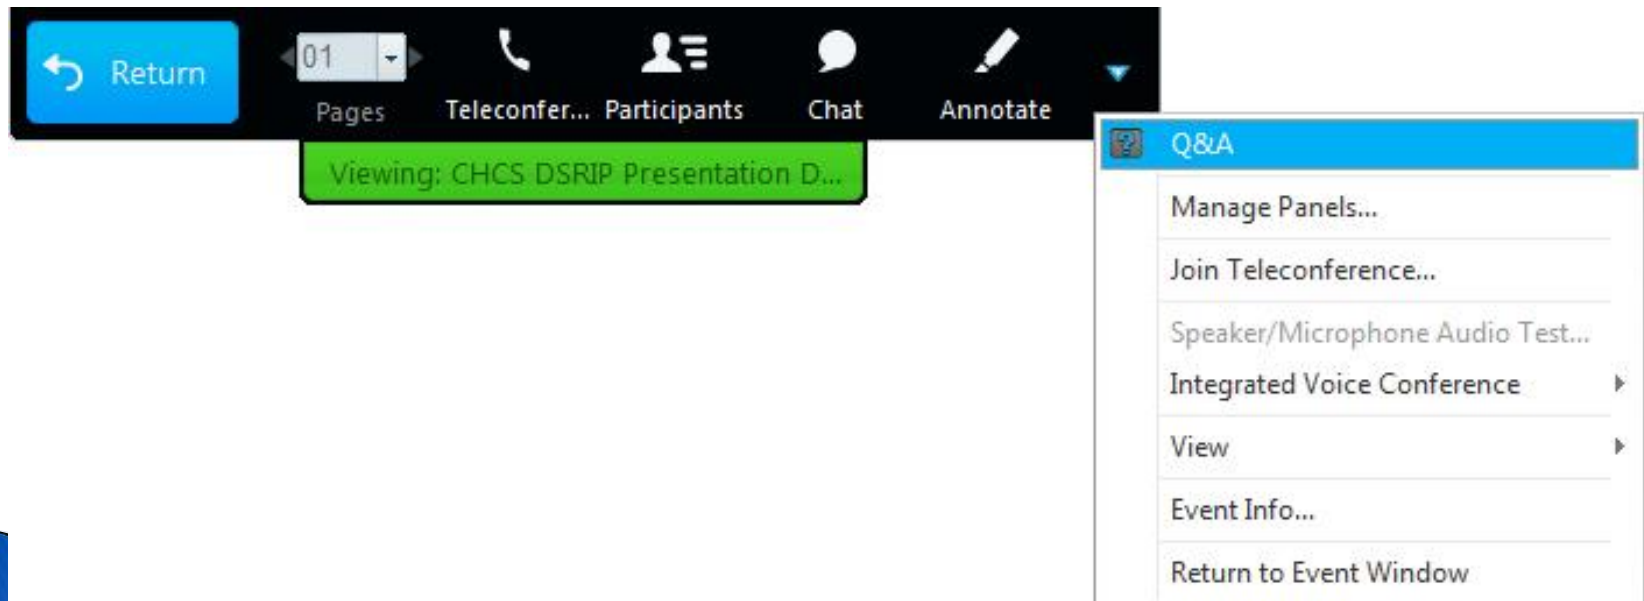 Return
01
Pages
Teleconfer...
Participants
Chat
Annotate
Viewing: CHCS DSRIP Presentation D...
Q&A
Manage Panels...
Join Teleconference...
Speaker/Microphone Audio Test...
Integrated Voice Conference
View
Event Info...
Return to Event Window